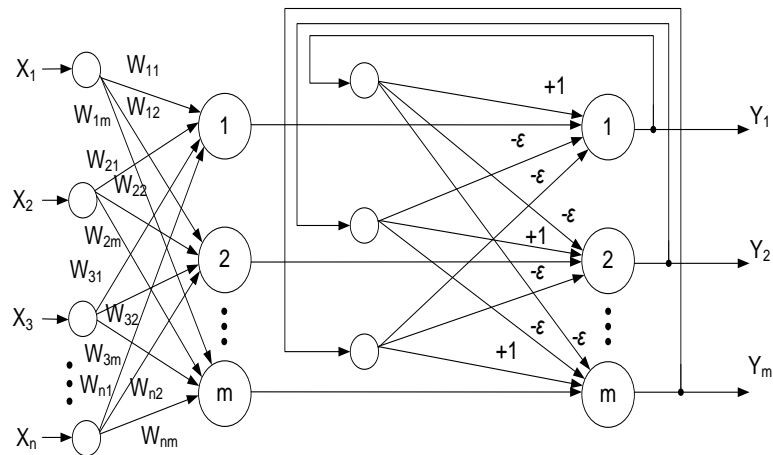 X1
W11
W12
W1m
1
+1
1
Y1
-ε
-ε
W21
W22
X2
W2m
2
-ε
+1
-ε
2
Y2
W31
X3
W32
W3m
-ε
-ε
+1
Wn1
Wn2
m
m
Ym
Xn
Wnm